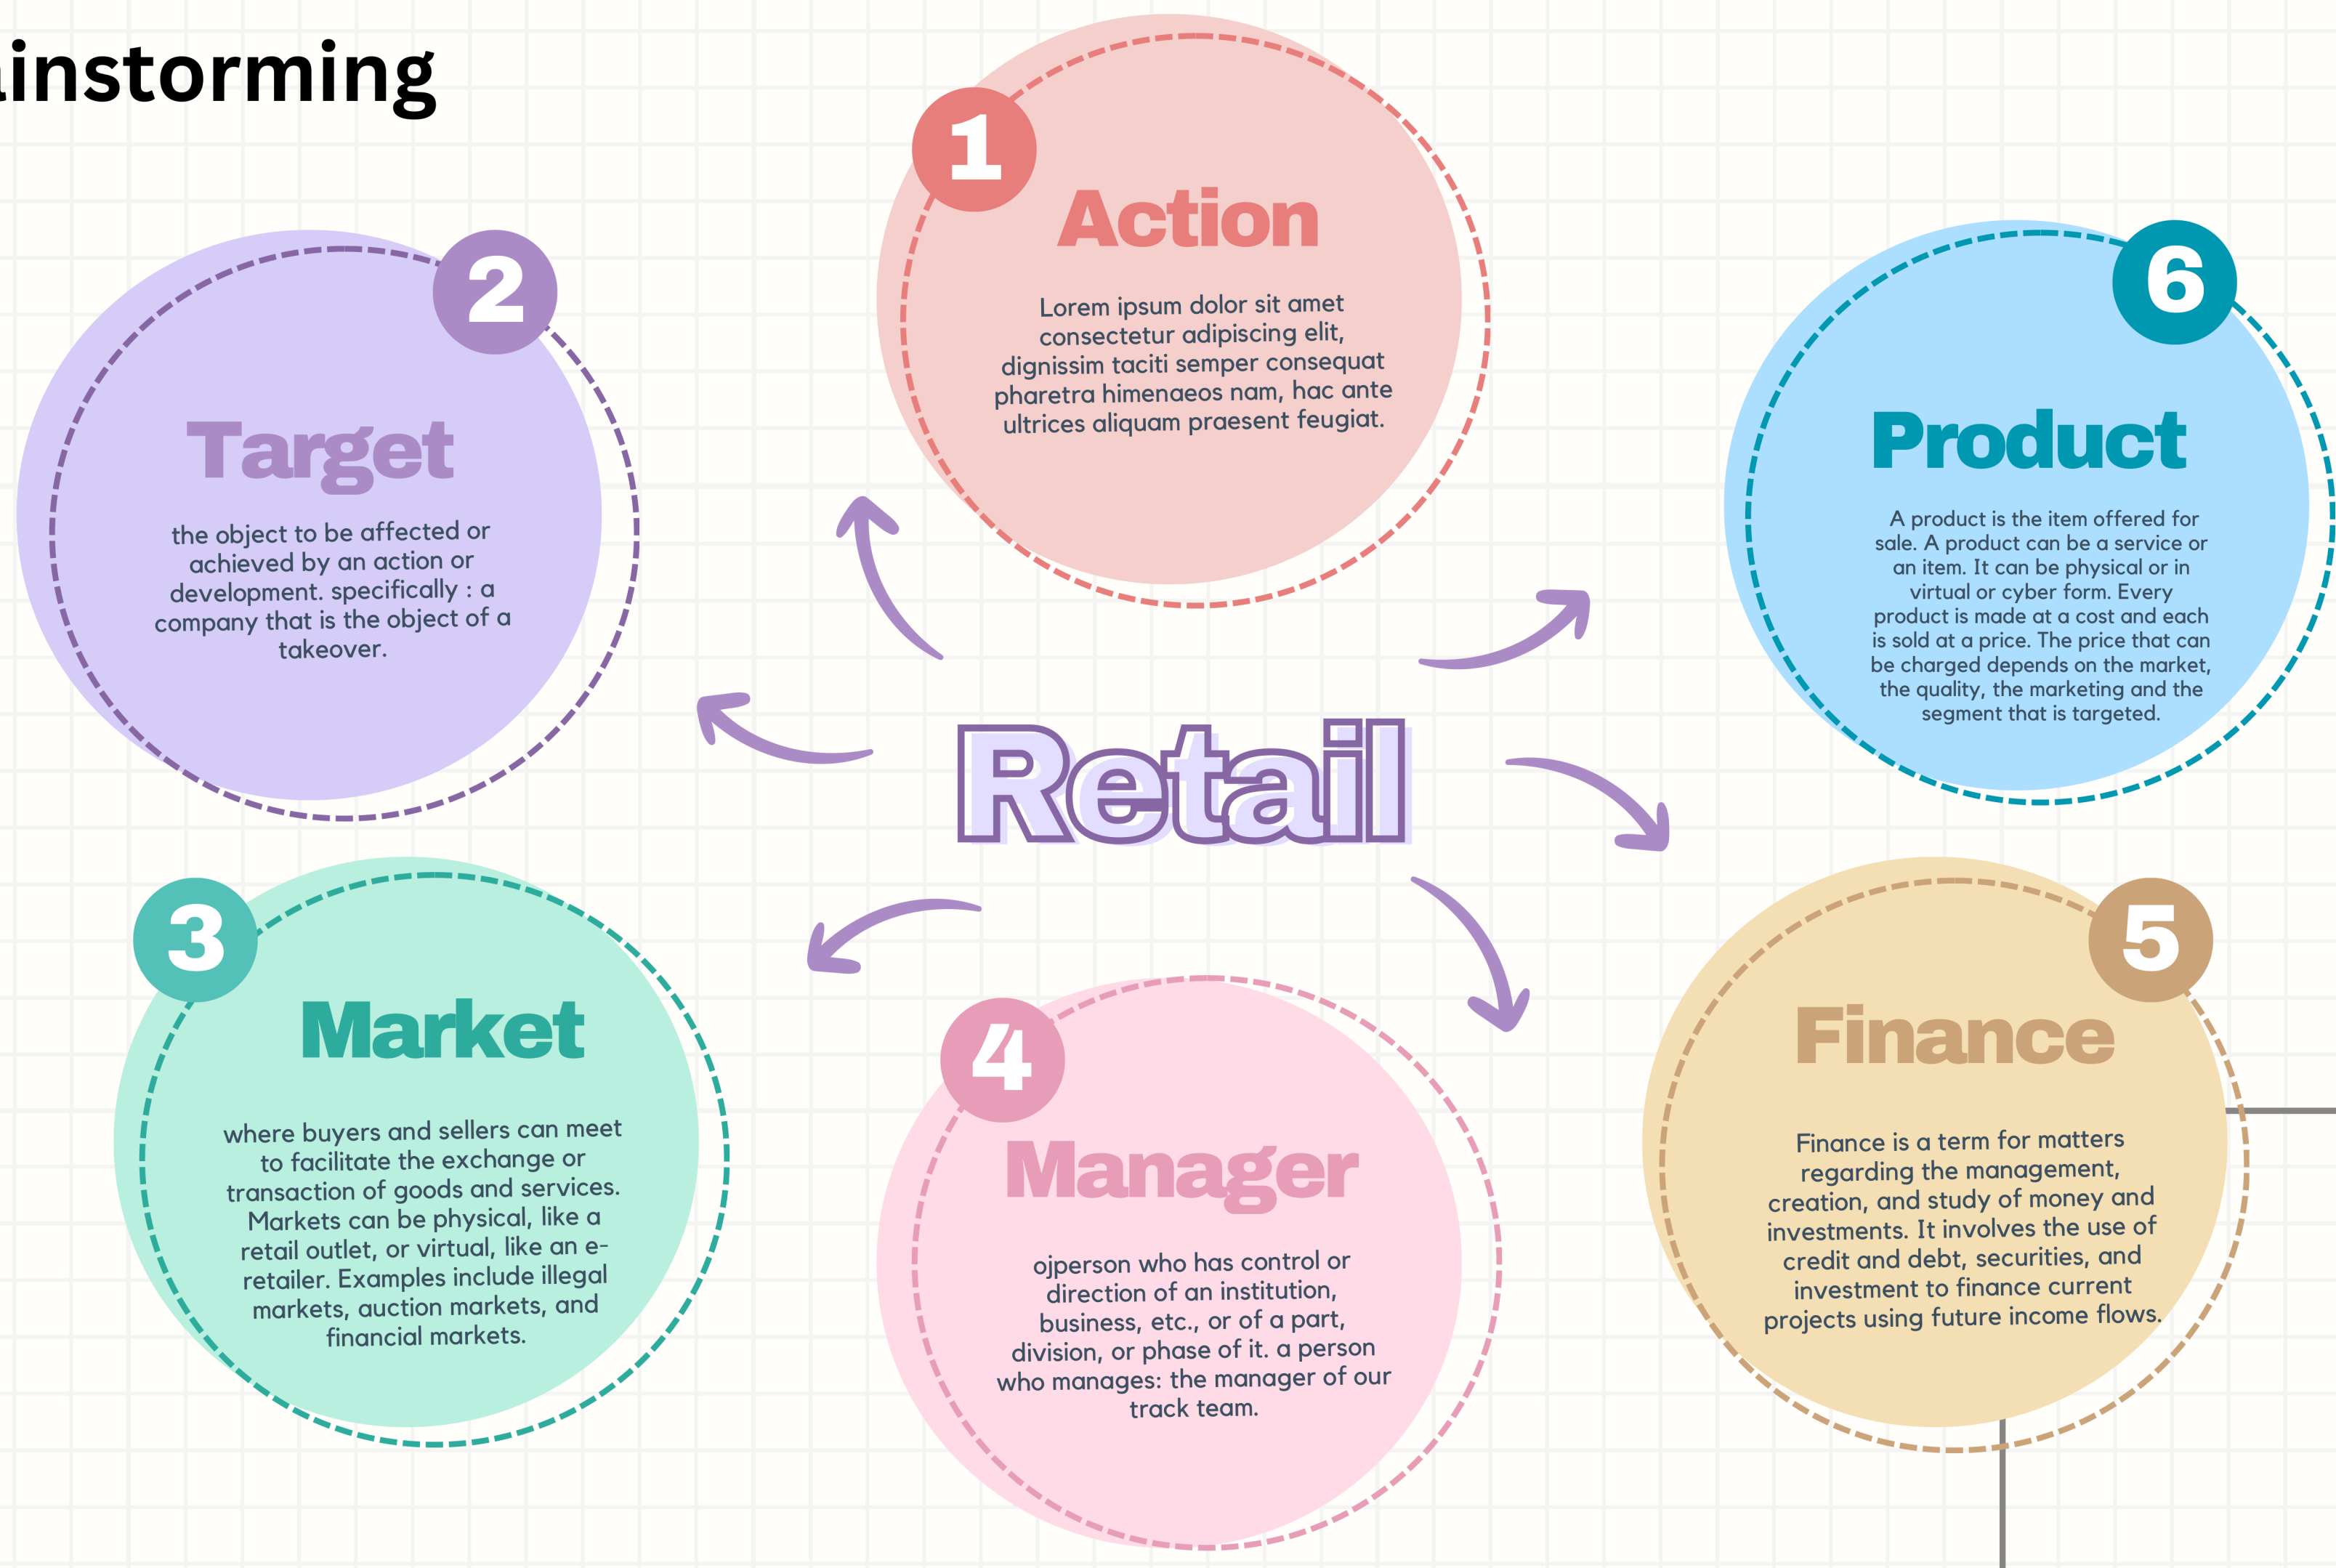 ainstorming
1
Action
Lorem ipsum dolor sit amet
consectetur adipiscing elit,
dignissim taciti semper consequat
pharetra himenaeos nam, hac ante
ultrices aliquam praesent feugiat.
2
Target
the object to be affected or
achieved by an action or
development. specifically : a
company that is the object of a
takeover.
6
Product
A product is the item offered for
sale. A product can be a service or
an item. It can be physical or in
virtual or cyber form. Every
product is made at a cost and each
is sold at a price. The price that can
be charged depends on the market,
the quality, the marketing and the
segment that is targeted.
Retail
3
Market
where buyers and sellers can meet
to facilitate the exchange or
transaction of goods and services.
Markets can be physical, like a
retail outlet, or virtual, like an e-
retailer. Examples include illegal
markets, auction markets, and
financial markets.
4
Manager
ojperson who has control or
direction of an institution,
business, etc., or of a part,
division, or phase of it. a person
who manages: the manager of our
track team.
5
Finance
Finance is a term for matters
regarding the management,
creation, and study of money and
investments. It involves the use of
credit and debt, securities, and
investment to finance current
projects using future income flows.